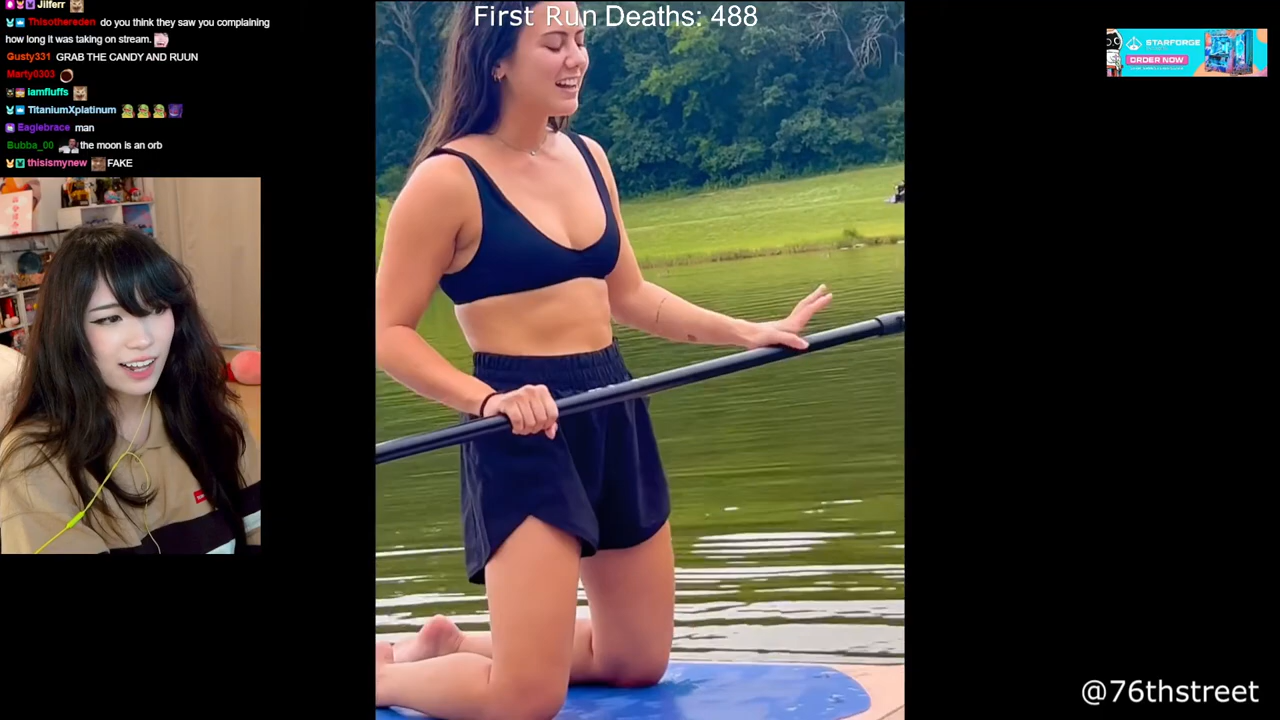 First Run Deaths: 488
Jilferr
Thisothereden do you think they saw you complaining
how long it was taking on stream.
Gusty331 GRAB THE CANDY AND RUUN
Marty0303
iamfluffs
TitaniumXplatinum
Eaglebrace man
Bubba_00 the moon is an orb
thisismynew FAKE
STARFORGE
ORDER NOW
@76thstreet